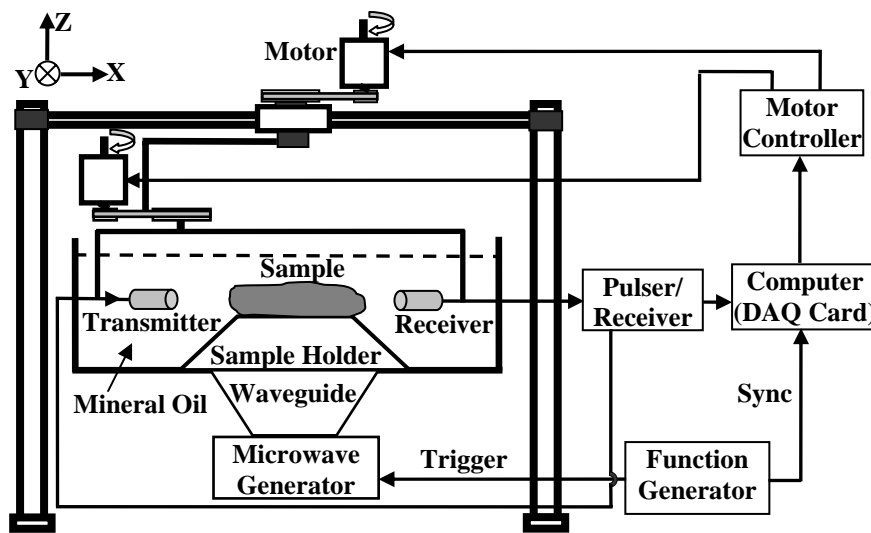 Z
Y
X
Motor
Motor
Controller
Sample
Transmitter
Receiver
Pulser/
Receiver
Computer
(DAQ Card)
Sample Holder
Mineral Oil
Waveguide
Sync
Microwave
Generator
Trigger
Function
Generator